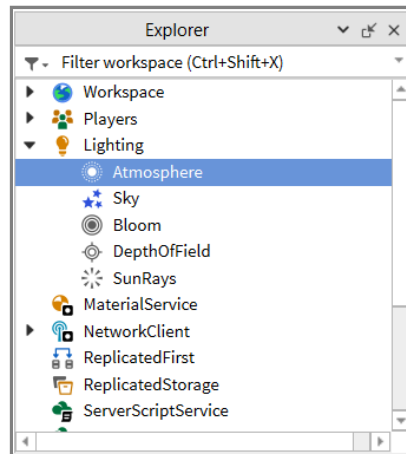 Explorer
Filter workspace (Ctrl+Shift+X)
Workspace
Players
Lighting
Atmosphere
Sky
Bloom
DepthOfField
SunRays
MaterialService
NetworkClient
ReplicatedFirst
ReplicatedStorage
ServerScriptService